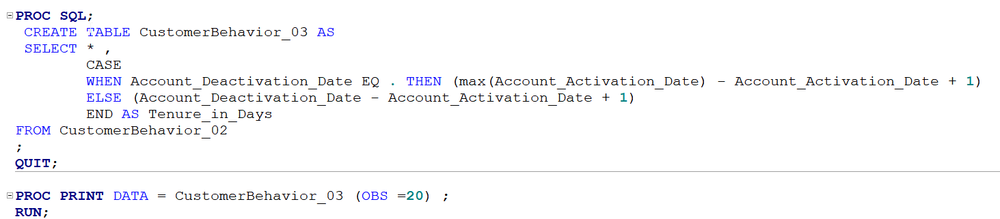 PROC SQL;
CREATE TABLE CustomerBehavior_03 AS
SELECT * ,
CASE
WHEN Account_Deactivation_Date EQ . THEN (max(Account_Activation_Date) - Account_Activation_Date + 1)
ELSE (Account_Deactivation_Date - Account_Activation_Date + 1)
END AS Tenure_in_Days
FROM CustomerBehavior_02
;
QUIT;
PROC PRINT DATA = CustomerBehavior_03 (OBS =20) ;
RUN;